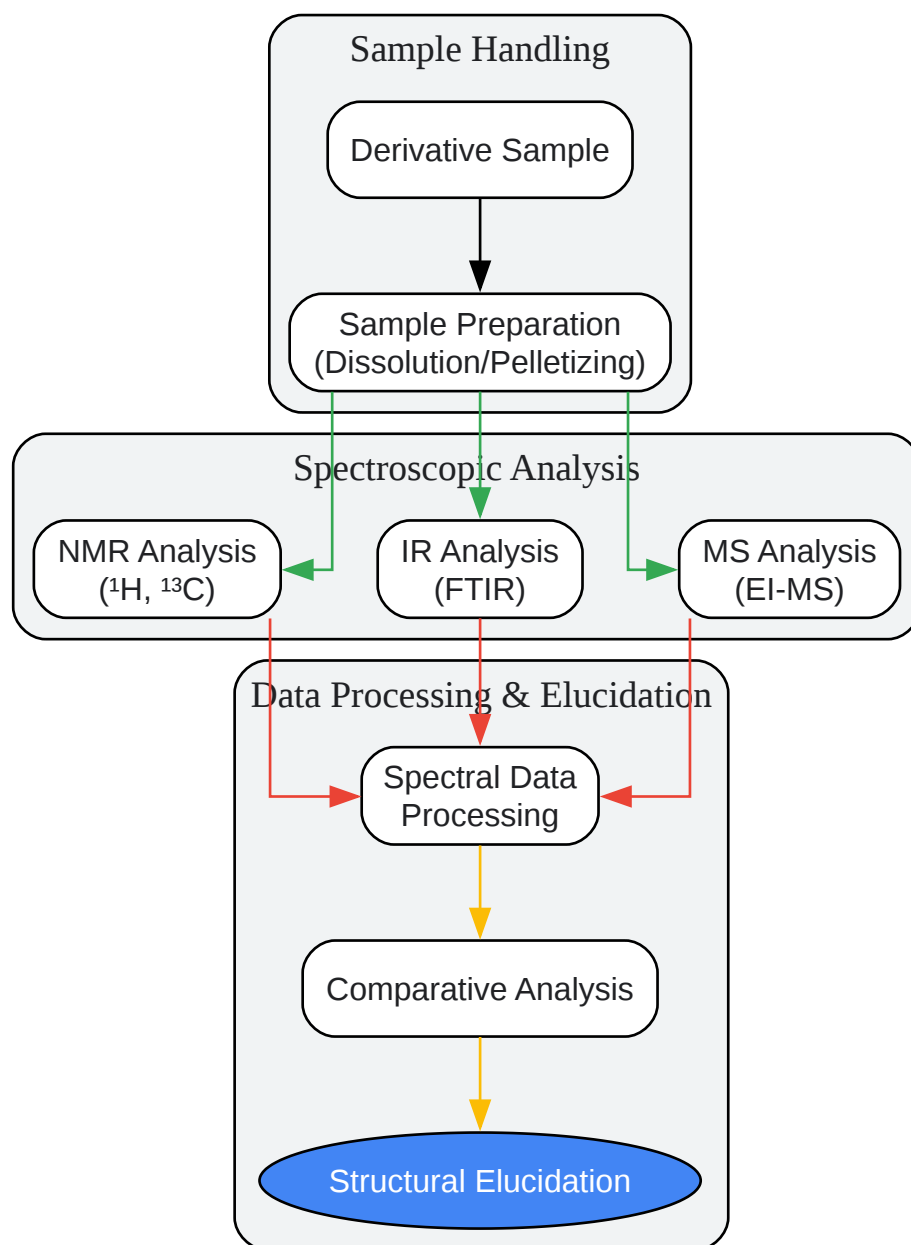 Sample Handling
Derivative Sample
Sample Preparation
(Dissolution/Pelletizing)
Spectroscopic Analysis
NMR Analysis
(¹H, ¹³C)
IR Analysis
(FTIR)
MS Analysis
(EI-MS)
Data Processing & Elucidation
Spectral Data
Processing
Comparative Analysis
Structural Elucidation